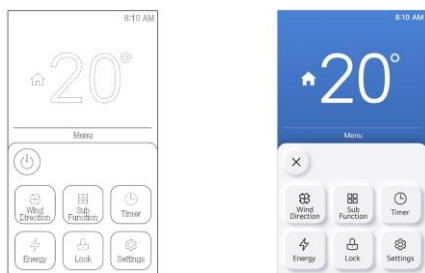 8:10 AM
20°
Menu
Wind
Direction
Sub
Function
Timer
Energy
Lock
Settings
8:10 AM
20°
Menu
Wind
Direction
Sub
Function
Timer
Energy
Lock
Settings